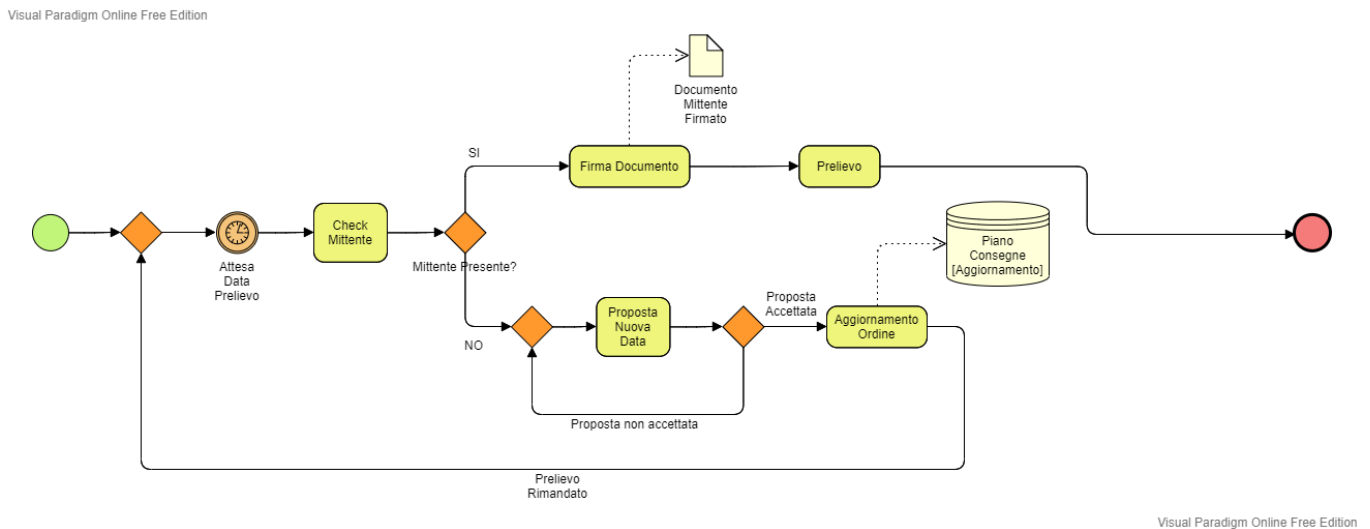 Visual Paradigm Online Free Edition
Documento
Mittente
Firmato
SI
Firma Documento
Prelievo
Check
Mittente
Attesa
Data
Prelievo
Mittente Presente?
Piano
Consegne
[Aggiornamento]
NO
Proposta
Nuova
Data
Proposta
Accettata
Aggiornamento
Ordine
Proposta non accettata
Prelievo
Rimandato
Visual Paradigm Online Free Edition